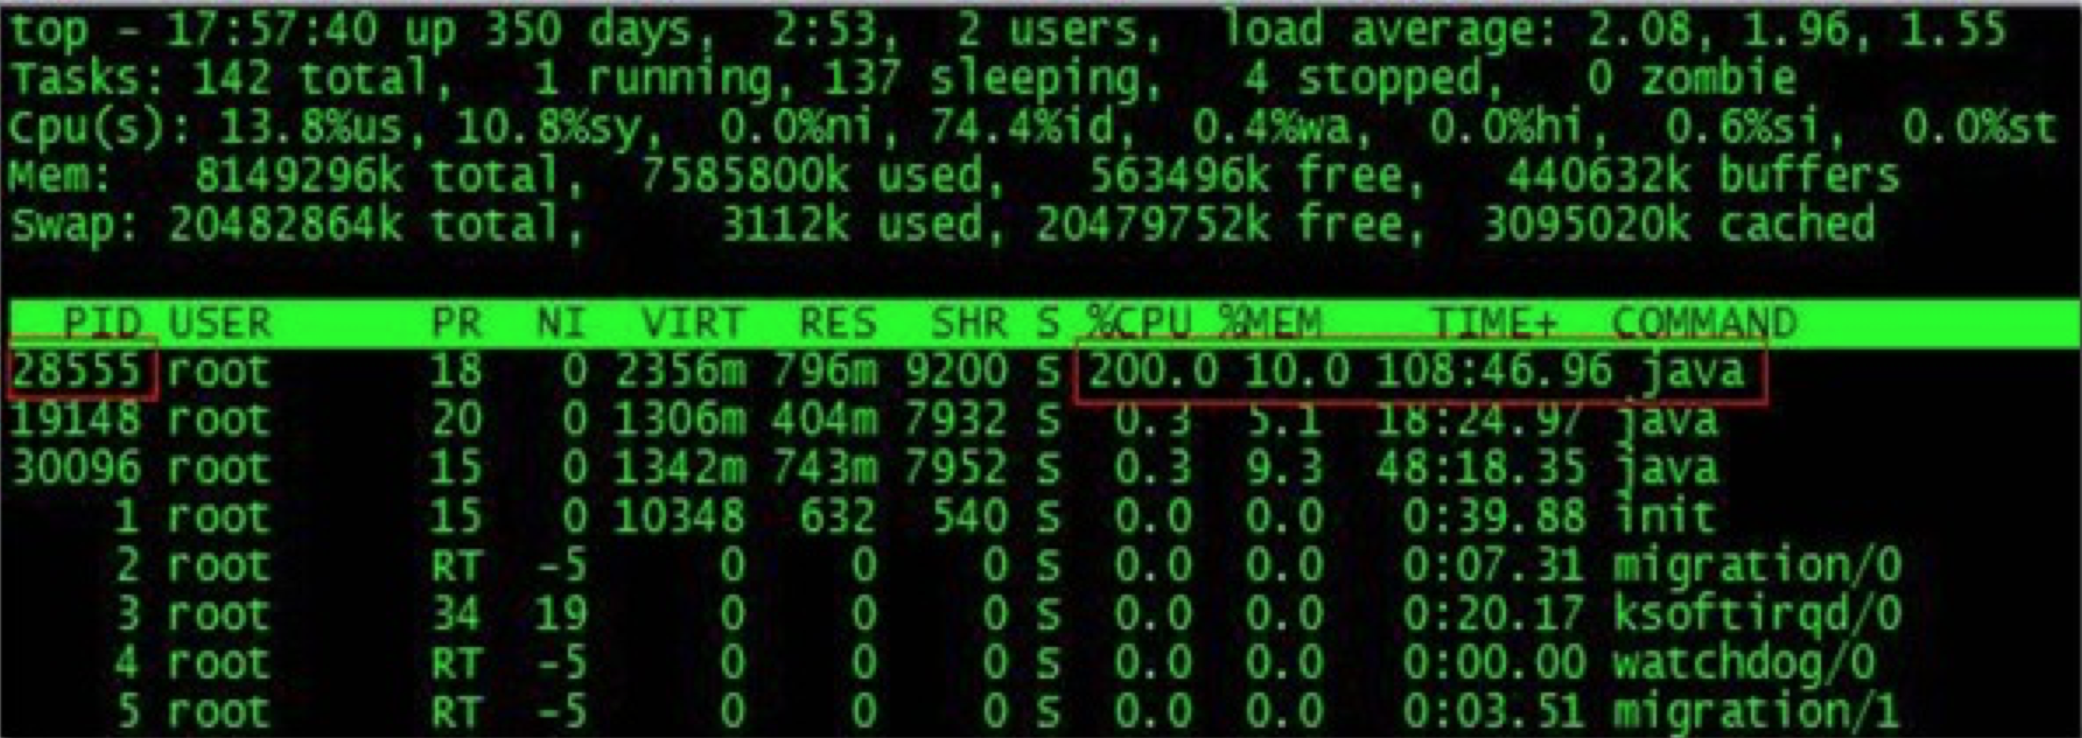 top - 17:57:40 up 350 days,  2:53,  2 users,  load average: 2.08, 1.96, 1.55
Tasks: 142 total,   1 running, 137 sleeping,   4 stopped,   0 zombie
Cpu(s): 13.8%us, 10.8%sy,  0.0%ni, 74.4%id,  0.4%wa,  0.0%hi,  0.6%si,  0.0%st
Mem:   8149296k total,  7585800k used,   563496k free,   440632k buffers
Swap: 20482864k total,     3112k used, 20479752k free,  3095020k cached
PID USER      PR  NI  VIRT  RES  SHR S %CPU %MEM    TIME+  COMMAND
28555 root      18   0 2356m 796m 9200 S 200.0 10.0 108:46.96 java
19148 root      20   0 1306m 404m 7932 S  0.3  5.1  18:24.97 java
30096 root      15   0 1342m 743m 7952 S  0.3  9.3  48:18.35 java
1 root      15   0 10348  632  540 S  0.0  0.0   0:39.88 init
2 root      RT  -5     0    0    0 S  0.0  0.0   0:07.31 migration/0
3 root      34  19     0    0    0 S  0.0  0.0   0:20.17 ksoftirqd/0
4 root      RT  -5     0    0    0 S  0.0  0.0   0:00.00 watchdog/0
5 root      RT  -5     0    0    0 S  0.0  0.0   0:03.51 migration/1